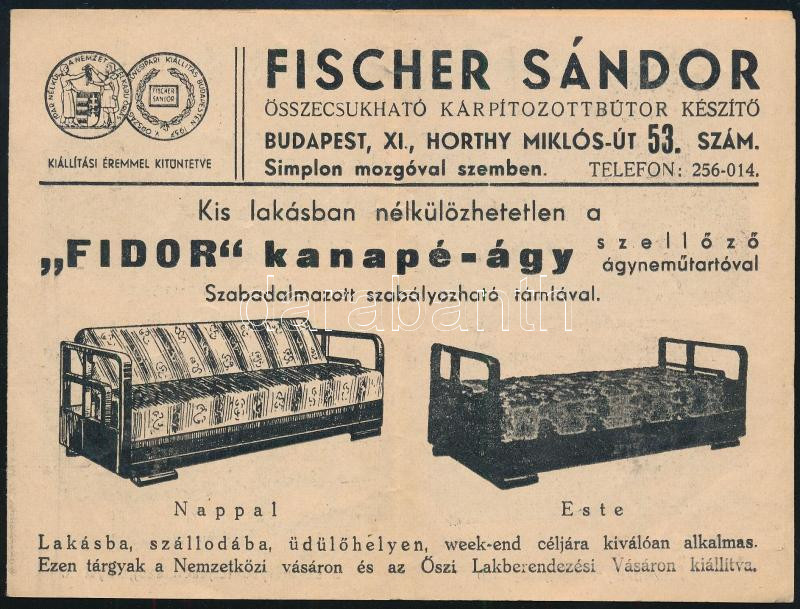 FISCHER SÁNDOR
ÖSSZECSUKHATÓ KÁRPÍTOZOTTBÚTOR KÉSZÍTŐ
BUDAPEST, XI., HORTHY MIKLÓS-ÚT 53. SZÁM.
Simplon mozgóval szemben. TELEFON: 256-014.
FISCHER
SÁNDOR
KIÁLLÍTÁSI ÉREMMEL KITÜNTETVE
Kis lakásban nélkülözhetetlen a
„FIDOR“ kanapé-ágy szellőző
ágyneműtartóval
Szabadalmazott szabályozható támlával.
darabanth
Nappal Este
Lakásba, szállodába, üdülőhelyen, week-end céljára kiválóan alkalmas.
Ezen tárgyak a Nemzetközi vásáron és az Őszi Lakberendezési Vásáron kiállítva.